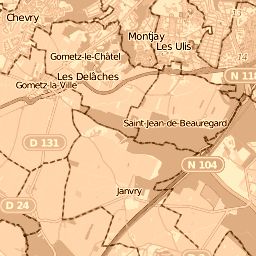 Chevry
Montjay
Les Ulis
Gometz-le-Châtel
Les Delâches
N 118
Gometz-la-Ville
Saint-Jean-de-Beauregard
D 131
N 104
Janvry
D 24